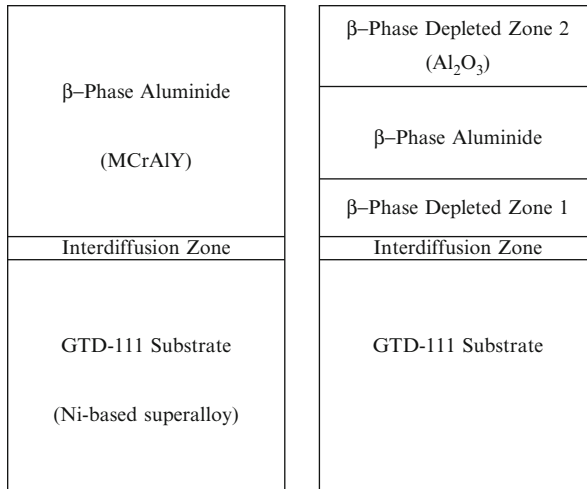 β–Phase Aluminide
(MCrAlY)
Interdiffusion Zone
GTD-111 Substrate
(Ni-based superalloy)
β–Phase Depleted Zone 2
(Al₂O₃)
β–Phase Aluminide
β–Phase Depleted Zone 1
Interdiffusion Zone
GTD-111 Substrate